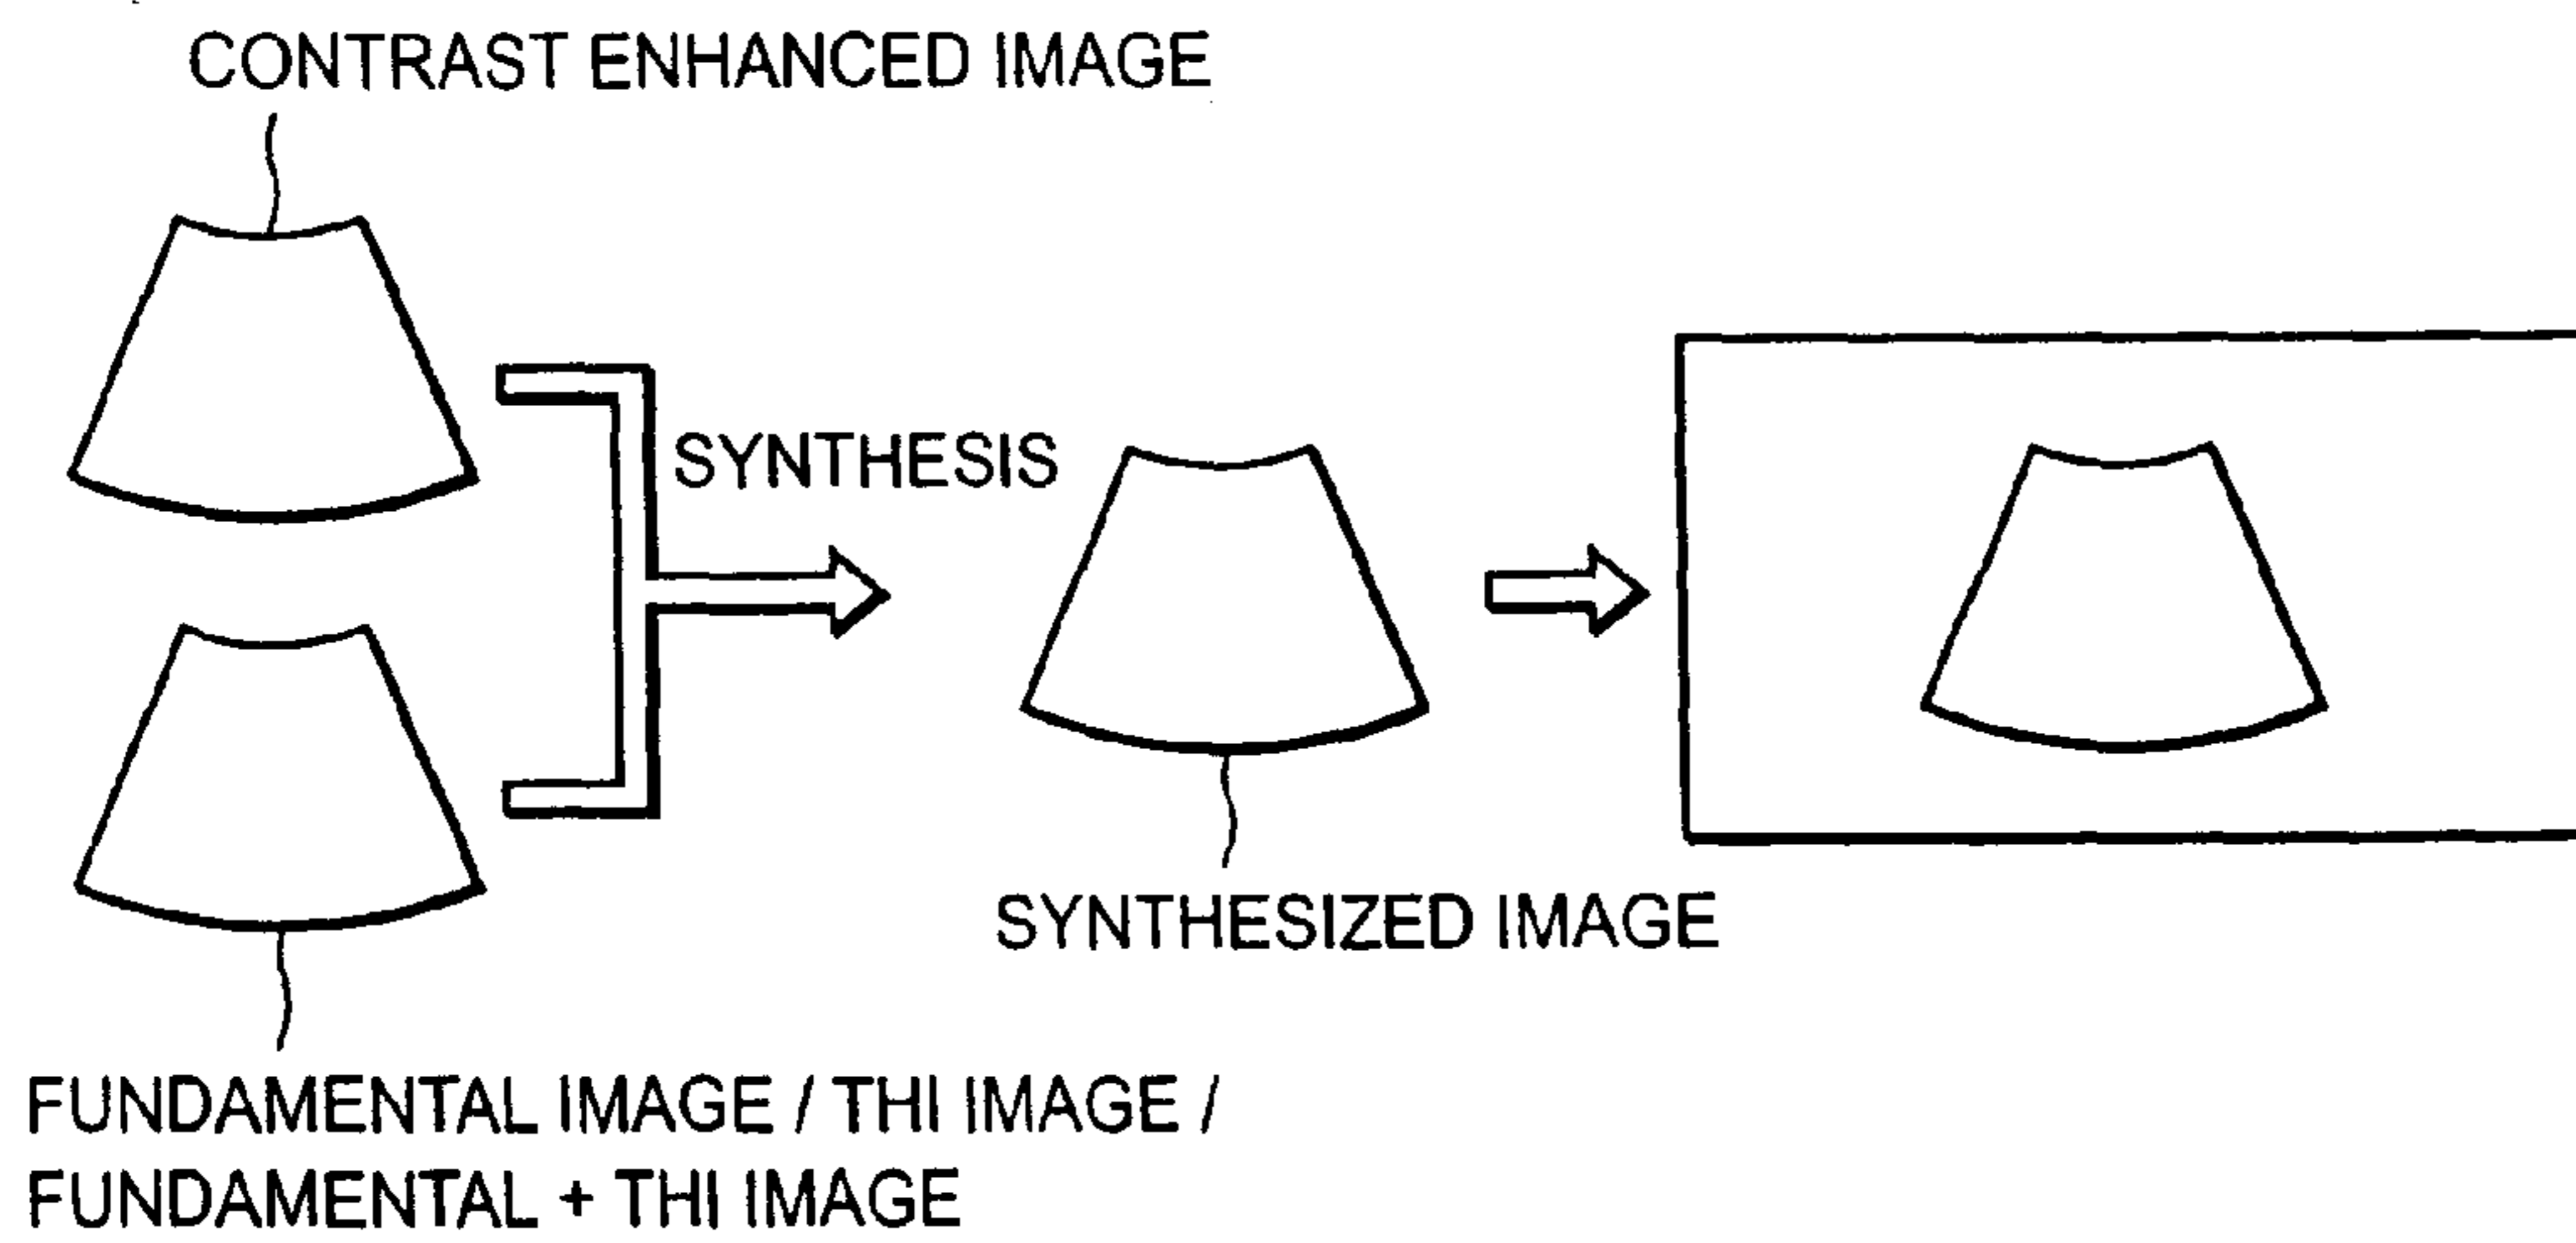 CONTRAST ENHANCED IMAGE
SYNTHESIS
SYNTHESIZED IMAGE
FUNDAMENTAL IMAGE / THI IMAGE /
FUNDAMENTAL + THI IMAGE